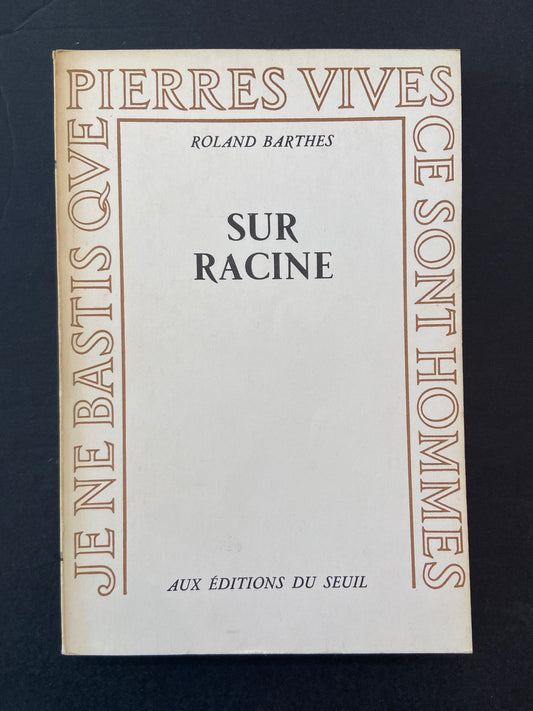 JE NE BASTIS QVE
PIERRES VIVES
CE SONT HOMMES
ROLAND BARTHES
SUR
RACINE
AUX ÉDITIONS DU SEUIL